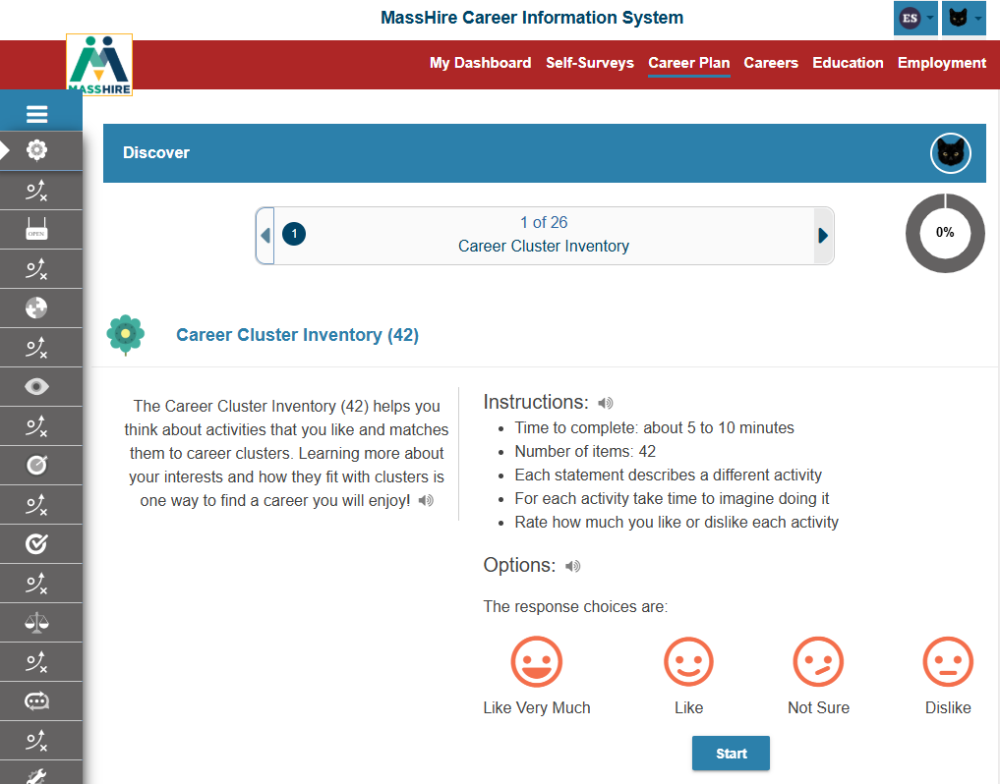 MassHire Career Information System
ES
MASSHIRE
My Dashboard Self-Surveys Career Plan Careers Education Employment
Discover
OPEN
1
1 of 26
Career Cluster Inventory
0%
Career Cluster Inventory (42)
The Career Cluster Inventory (42) helps you
think about activities that you like and matches
them to career clusters. Learning more about
your interests and how they fit with clusters is
one way to find a career you will enjoy!
Instructions:
• Time to complete: about 5 to 10 minutes
• Number of items: 42
• Each statement describes a different activity
• For each activity take time to imagine doing it
• Rate how much you like or dislike each activity
Options:
The response choices are:
Like Very Much Like Not Sure Dislike
Start